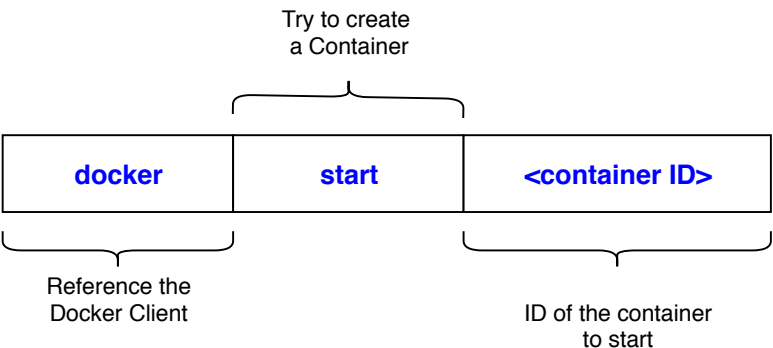 Try to create
a Container
docker
start
<container ID>
Reference the
Docker Client
ID of the container
to start